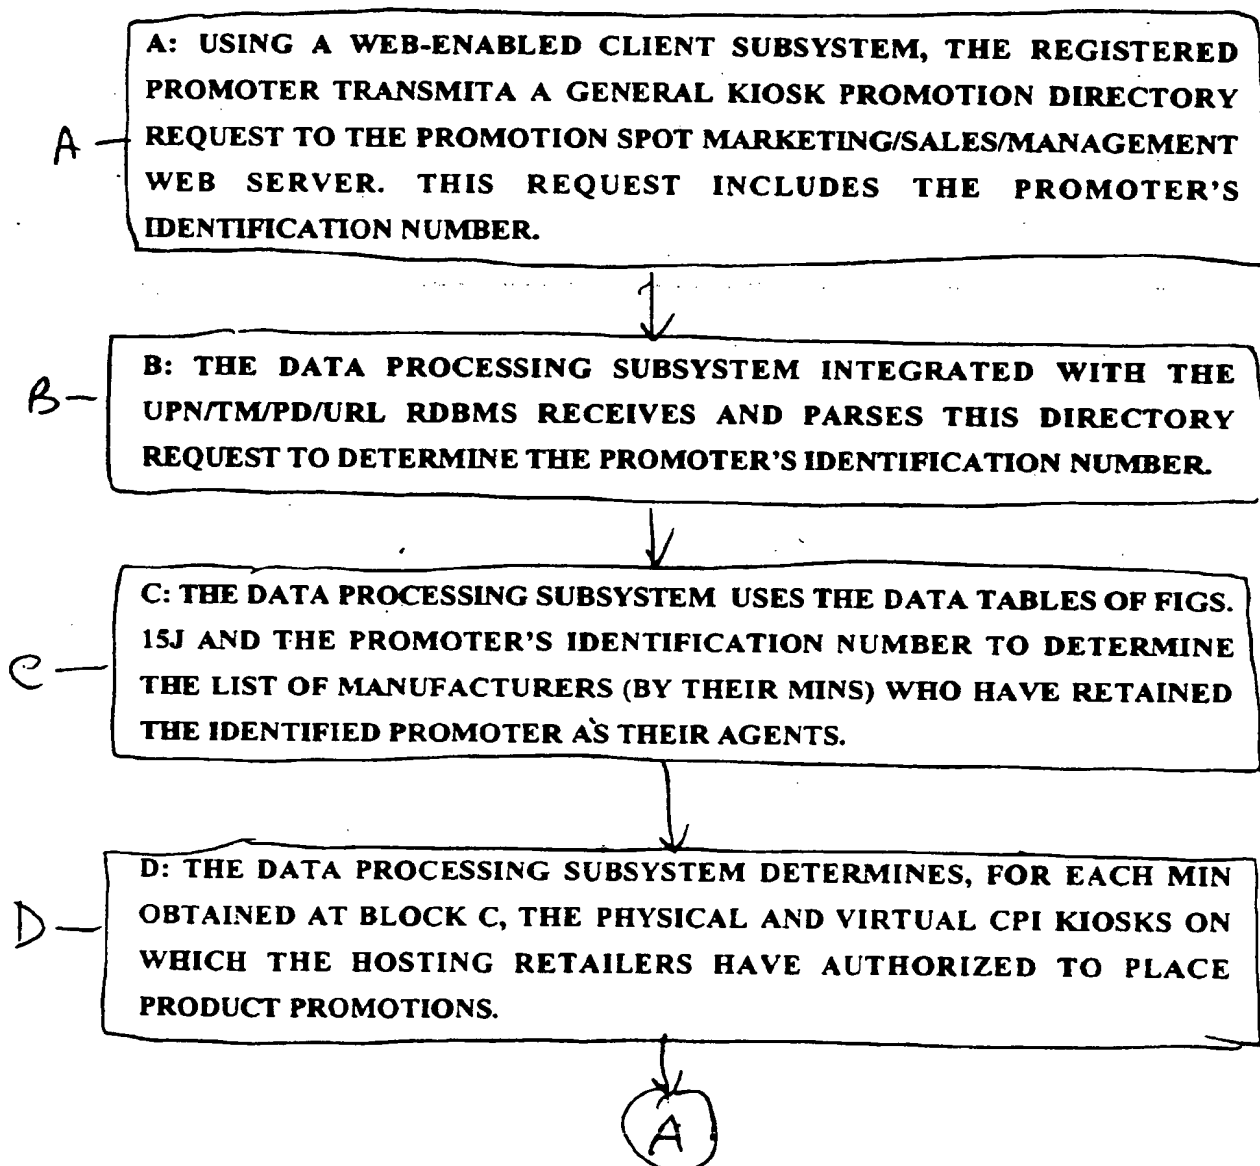 A: USING A WEB-ENABLED CLIENT SUBSYSTEM, THE REGISTERED
PROMOTER TRANSMITA A GENERAL KIOSK PROMOTION DIRECTORY
REQUEST TO THE PROMOTION SPOT MARKETING/SALES/MANAGEMENT
WEB SERVER. THIS REQUEST INCLUDES THE PROMOTER'S
IDENTIFICATION NUMBER.
A
B: THE DATA PROCESSING SUBSYSTEM INTEGRATED WITH THE
UPN/TM/PD/URL RDBMS RECEIVES AND PARSES THIS DIRECTORY
REQUEST TO DETERMINE THE PROMOTER'S IDENTIFICATION NUMBER.
B
C: THE DATA PROCESSING SUBSYSTEM USES THE DATA TABLES OF FIGS.
15J AND THE PROMOTER'S IDENTIFICATION NUMBER TO DETERMINE
THE LIST OF MANUFACTURERS (BY THEIR MINS) WHO HAVE RETAINED
THE IDENTIFIED PROMOTER AS THEIR AGENTS.
C
D: THE DATA PROCESSING SUBSYSTEM DETERMINES, FOR EACH MIN
OBTAINED AT BLOCK C, THE PHYSICAL AND VIRTUAL CPI KIOSKS ON
WHICH THE HOSTING RETAILERS HAVE AUTHORIZED TO PLACE
PRODUCT PROMOTIONS.
D
A